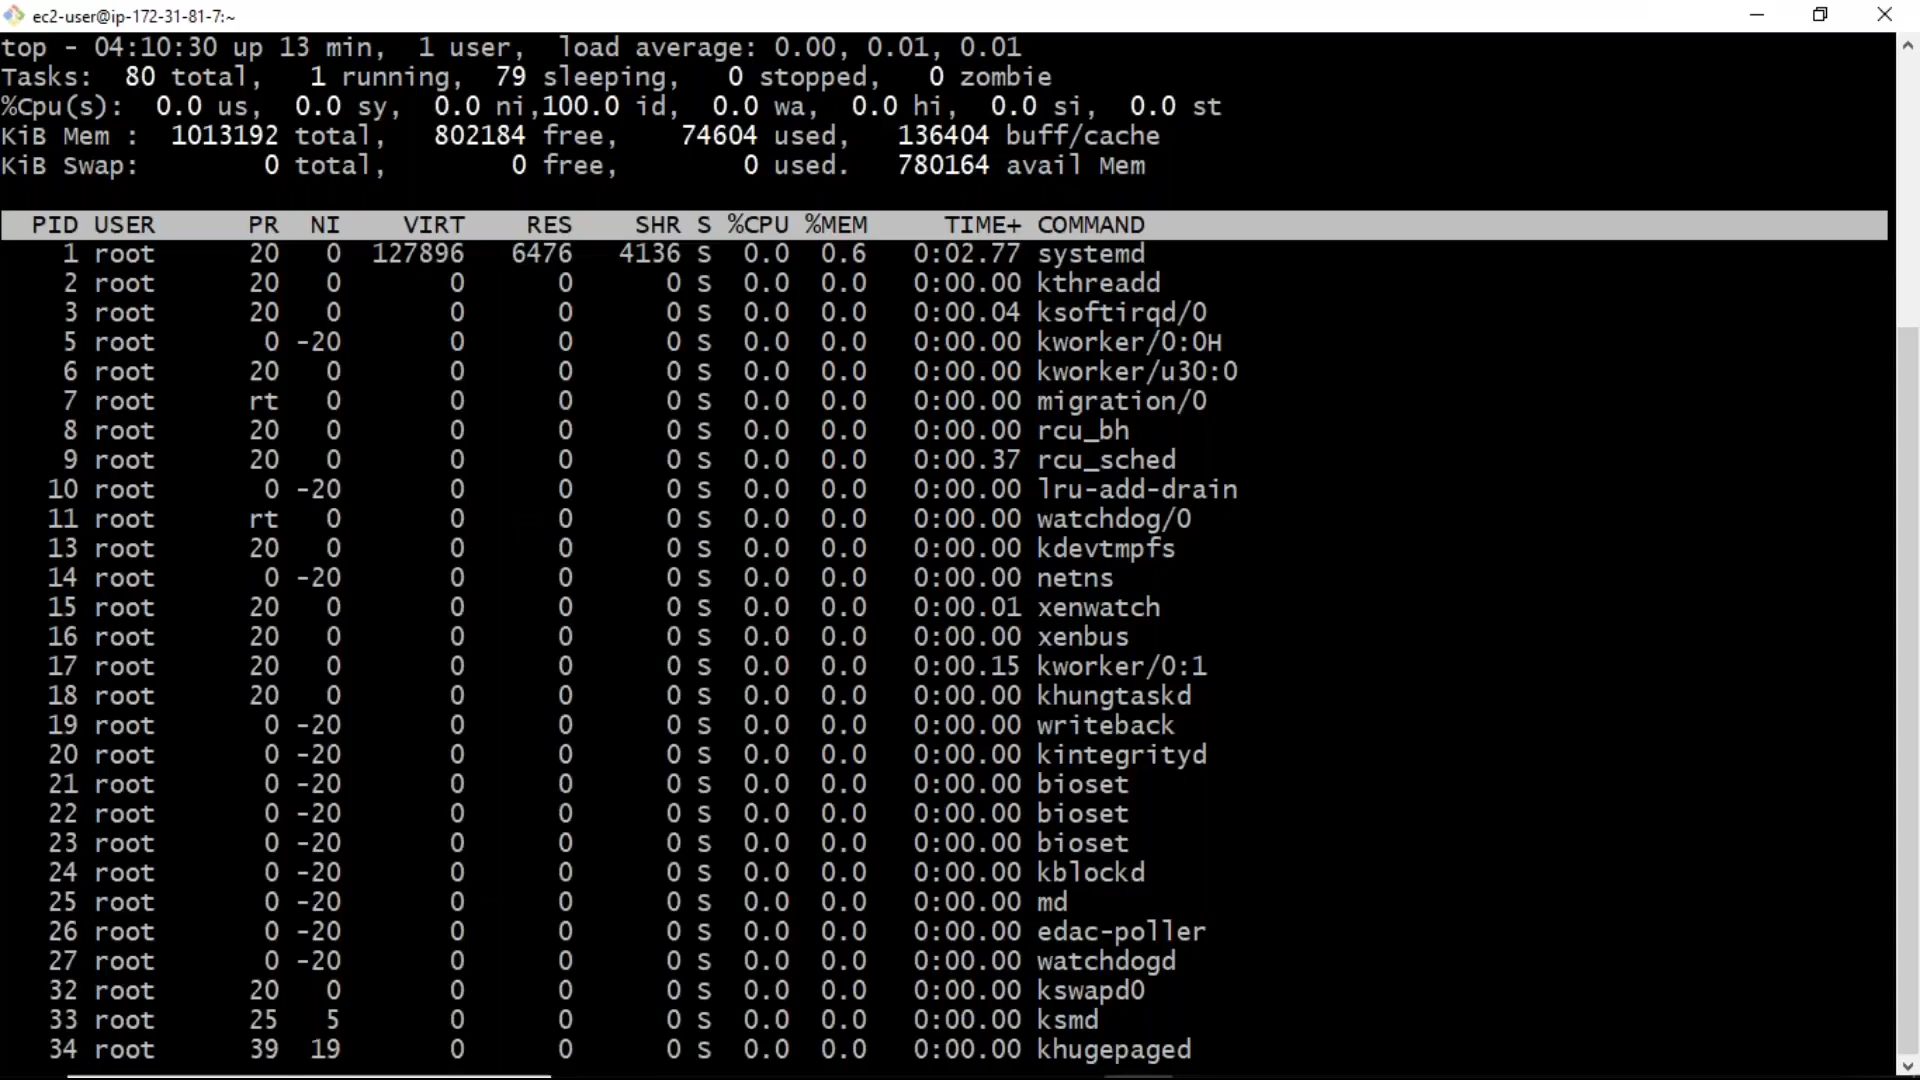 ec2-user@ip-172-31-81-7:~
top - 04:10:30 up 13 min,  1 user,  load average: 0.00, 0.01, 0.01
Tasks:  80 total,   1 running,  79 sleeping,   0 stopped,   0 zombie
%Cpu(s):  0.0 us,  0.0 sy,  0.0 ni,100.0 id,  0.0 wa,  0.0 hi,  0.0 si,  0.0 st
KiB Mem :  1013192 total,   802184 free,    74604 used,   136404 buff/cache
KiB Swap:        0 total,        0 free,        0 used.   780164 avail Mem
PID USER      PR  NI    VIRT    RES    SHR S %CPU %MEM     TIME+ COMMAND
1 root      20   0  127896   6476   4136 S  0.0  0.6   0:02.77 systemd
2 root      20   0       0      0      0 S  0.0  0.0   0:00.00 kthreadd
3 root      20   0       0      0      0 S  0.0  0.0   0:00.04 ksoftirqd/0
5 root       0 -20       0      0      0 S  0.0  0.0   0:00.00 kworker/0:0H
6 root      20   0       0      0      0 S  0.0  0.0   0:00.00 kworker/u30:0
7 root      rt   0       0      0      0 S  0.0  0.0   0:00.00 migration/0
8 root      20   0       0      0      0 S  0.0  0.0   0:00.00 rcu_bh
9 root      20   0       0      0      0 S  0.0  0.0   0:00.37 rcu_sched
10 root       0 -20       0      0      0 S  0.0  0.0   0:00.00 lru-add-drain
11 root      rt   0       0      0      0 S  0.0  0.0   0:00.00 watchdog/0
13 root      20   0       0      0      0 S  0.0  0.0   0:00.00 kdevtmpfs
14 root       0 -20       0      0      0 S  0.0  0.0   0:00.00 netns
15 root      20   0       0      0      0 S  0.0  0.0   0:00.01 xenwatch
16 root      20   0       0      0      0 S  0.0  0.0   0:00.00 xenbus
17 root      20   0       0      0      0 S  0.0  0.0   0:00.15 kworker/0:1
18 root      20   0       0      0      0 S  0.0  0.0   0:00.00 khungtaskd
19 root       0 -20       0      0      0 S  0.0  0.0   0:00.00 writeback
20 root       0 -20       0      0      0 S  0.0  0.0   0:00.00 kintegrityd
21 root       0 -20       0      0      0 S  0.0  0.0   0:00.00 bioset
22 root       0 -20       0      0      0 S  0.0  0.0   0:00.00 bioset
23 root       0 -20       0      0      0 S  0.0  0.0   0:00.00 bioset
24 root       0 -20       0      0      0 S  0.0  0.0   0:00.00 kblockd
25 root       0 -20       0      0      0 S  0.0  0.0   0:00.00 md
26 root       0 -20       0      0      0 S  0.0  0.0   0:00.00 edac-poller
27 root       0 -20       0      0      0 S  0.0  0.0   0:00.00 watchdogd
32 root      20   0       0      0      0 S  0.0  0.0   0:00.00 kswapd0
33 root      25   5       0      0      0 S  0.0  0.0   0:00.00 ksmd
34 root      39  19       0      0      0 S  0.0  0.0   0:00.00 khugepaged